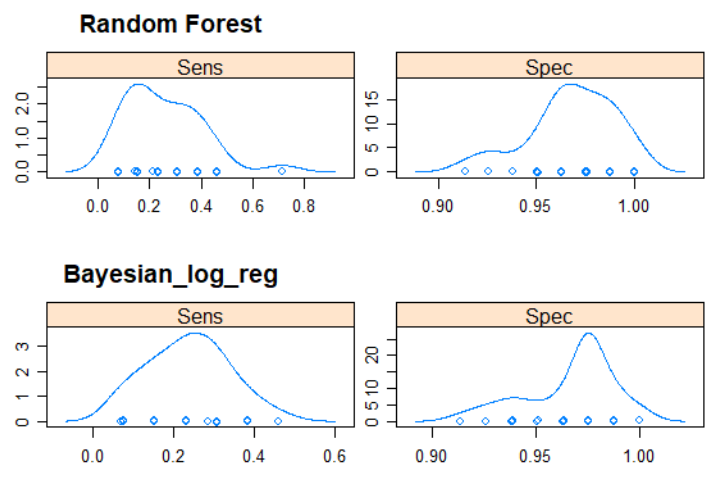 Random Forest
Sens
Spec
0.0 1.0 2.0
0 5 10 15
0.0 0.2 0.4 0.6 0.8
0.90 0.95 1.00
Bayesian_log_reg
Sens
Spec
0 1 2 3
0 5 10 20
0.0 0.2 0.4 0.6
0.90 0.95 1.00